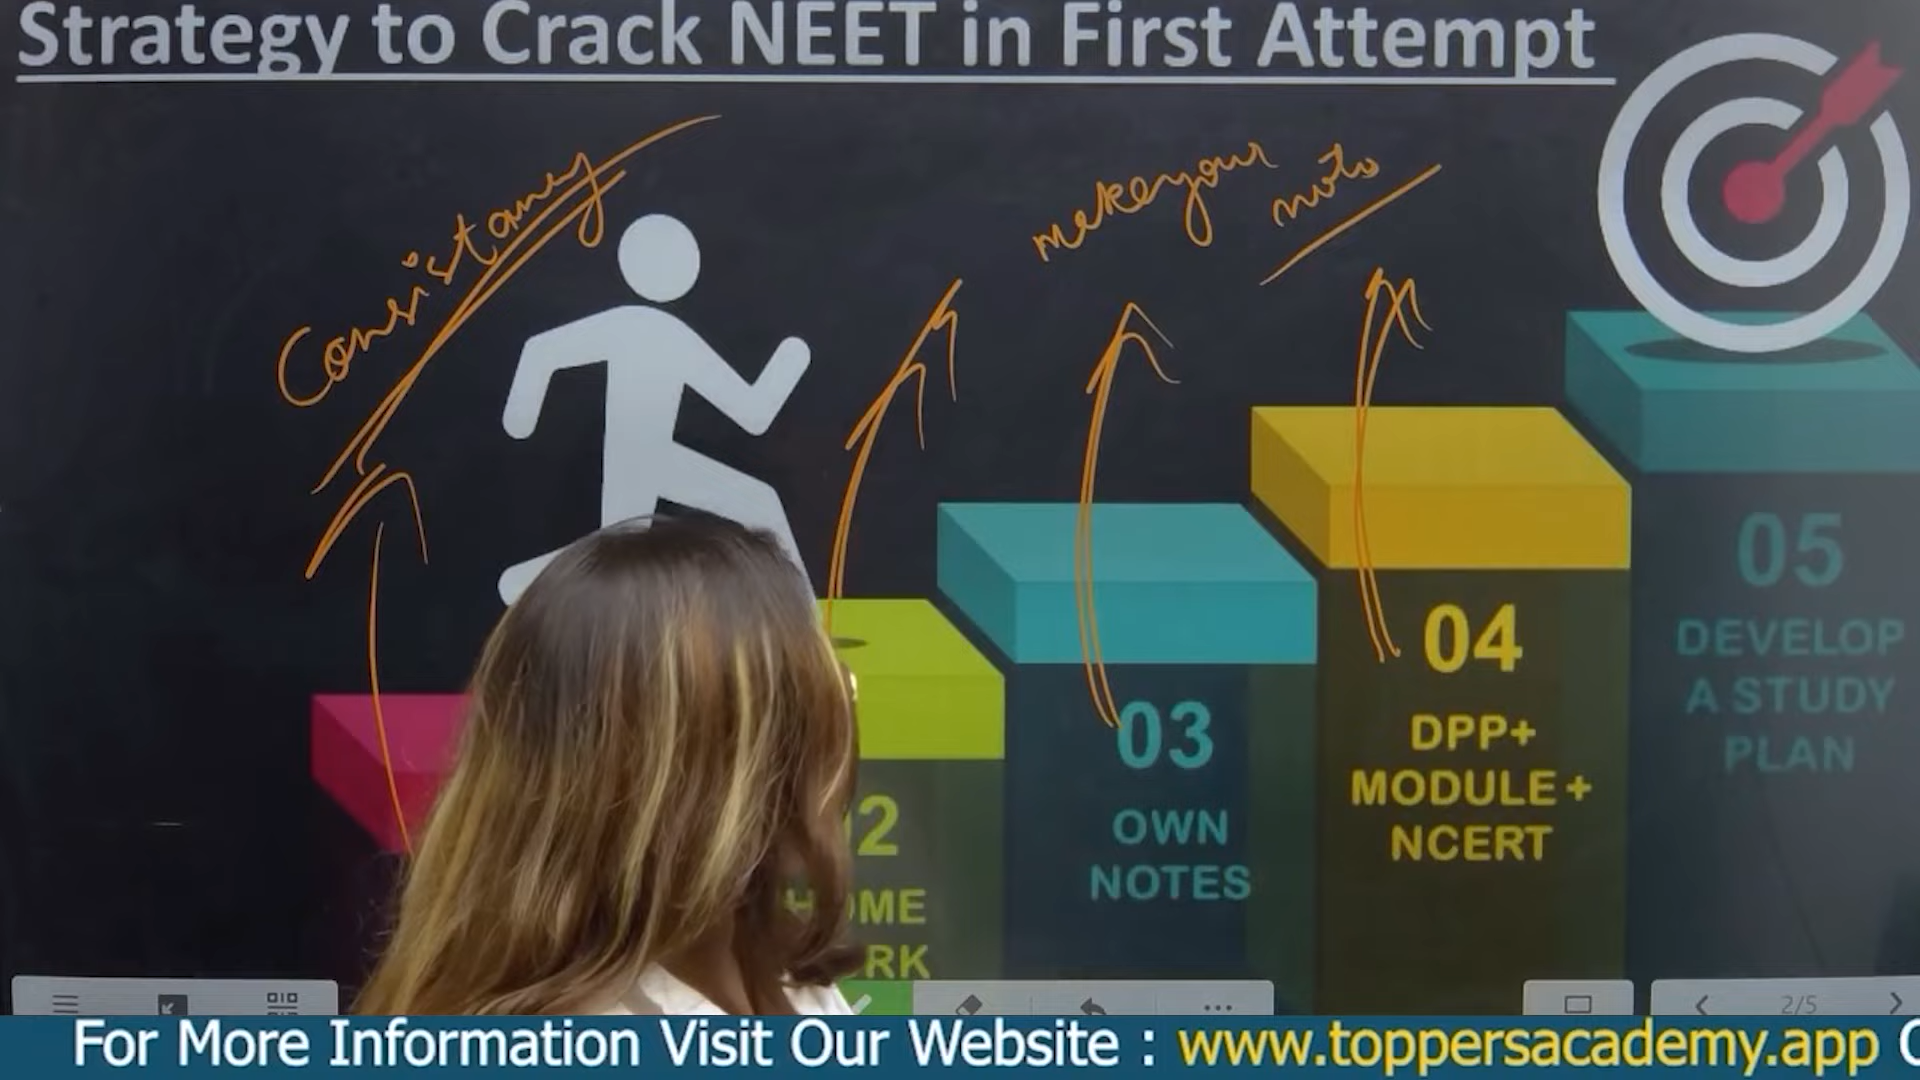 Strategy to Crack NEET in First Attempt
Consistancy
make your
note
05
DEVELOP
A STUDY
PLAN
04
DPP+
MODULE +
NCERT
03
OWN
NOTES
2/5
For More Information Visit Our Website : www.toppersacademy.app